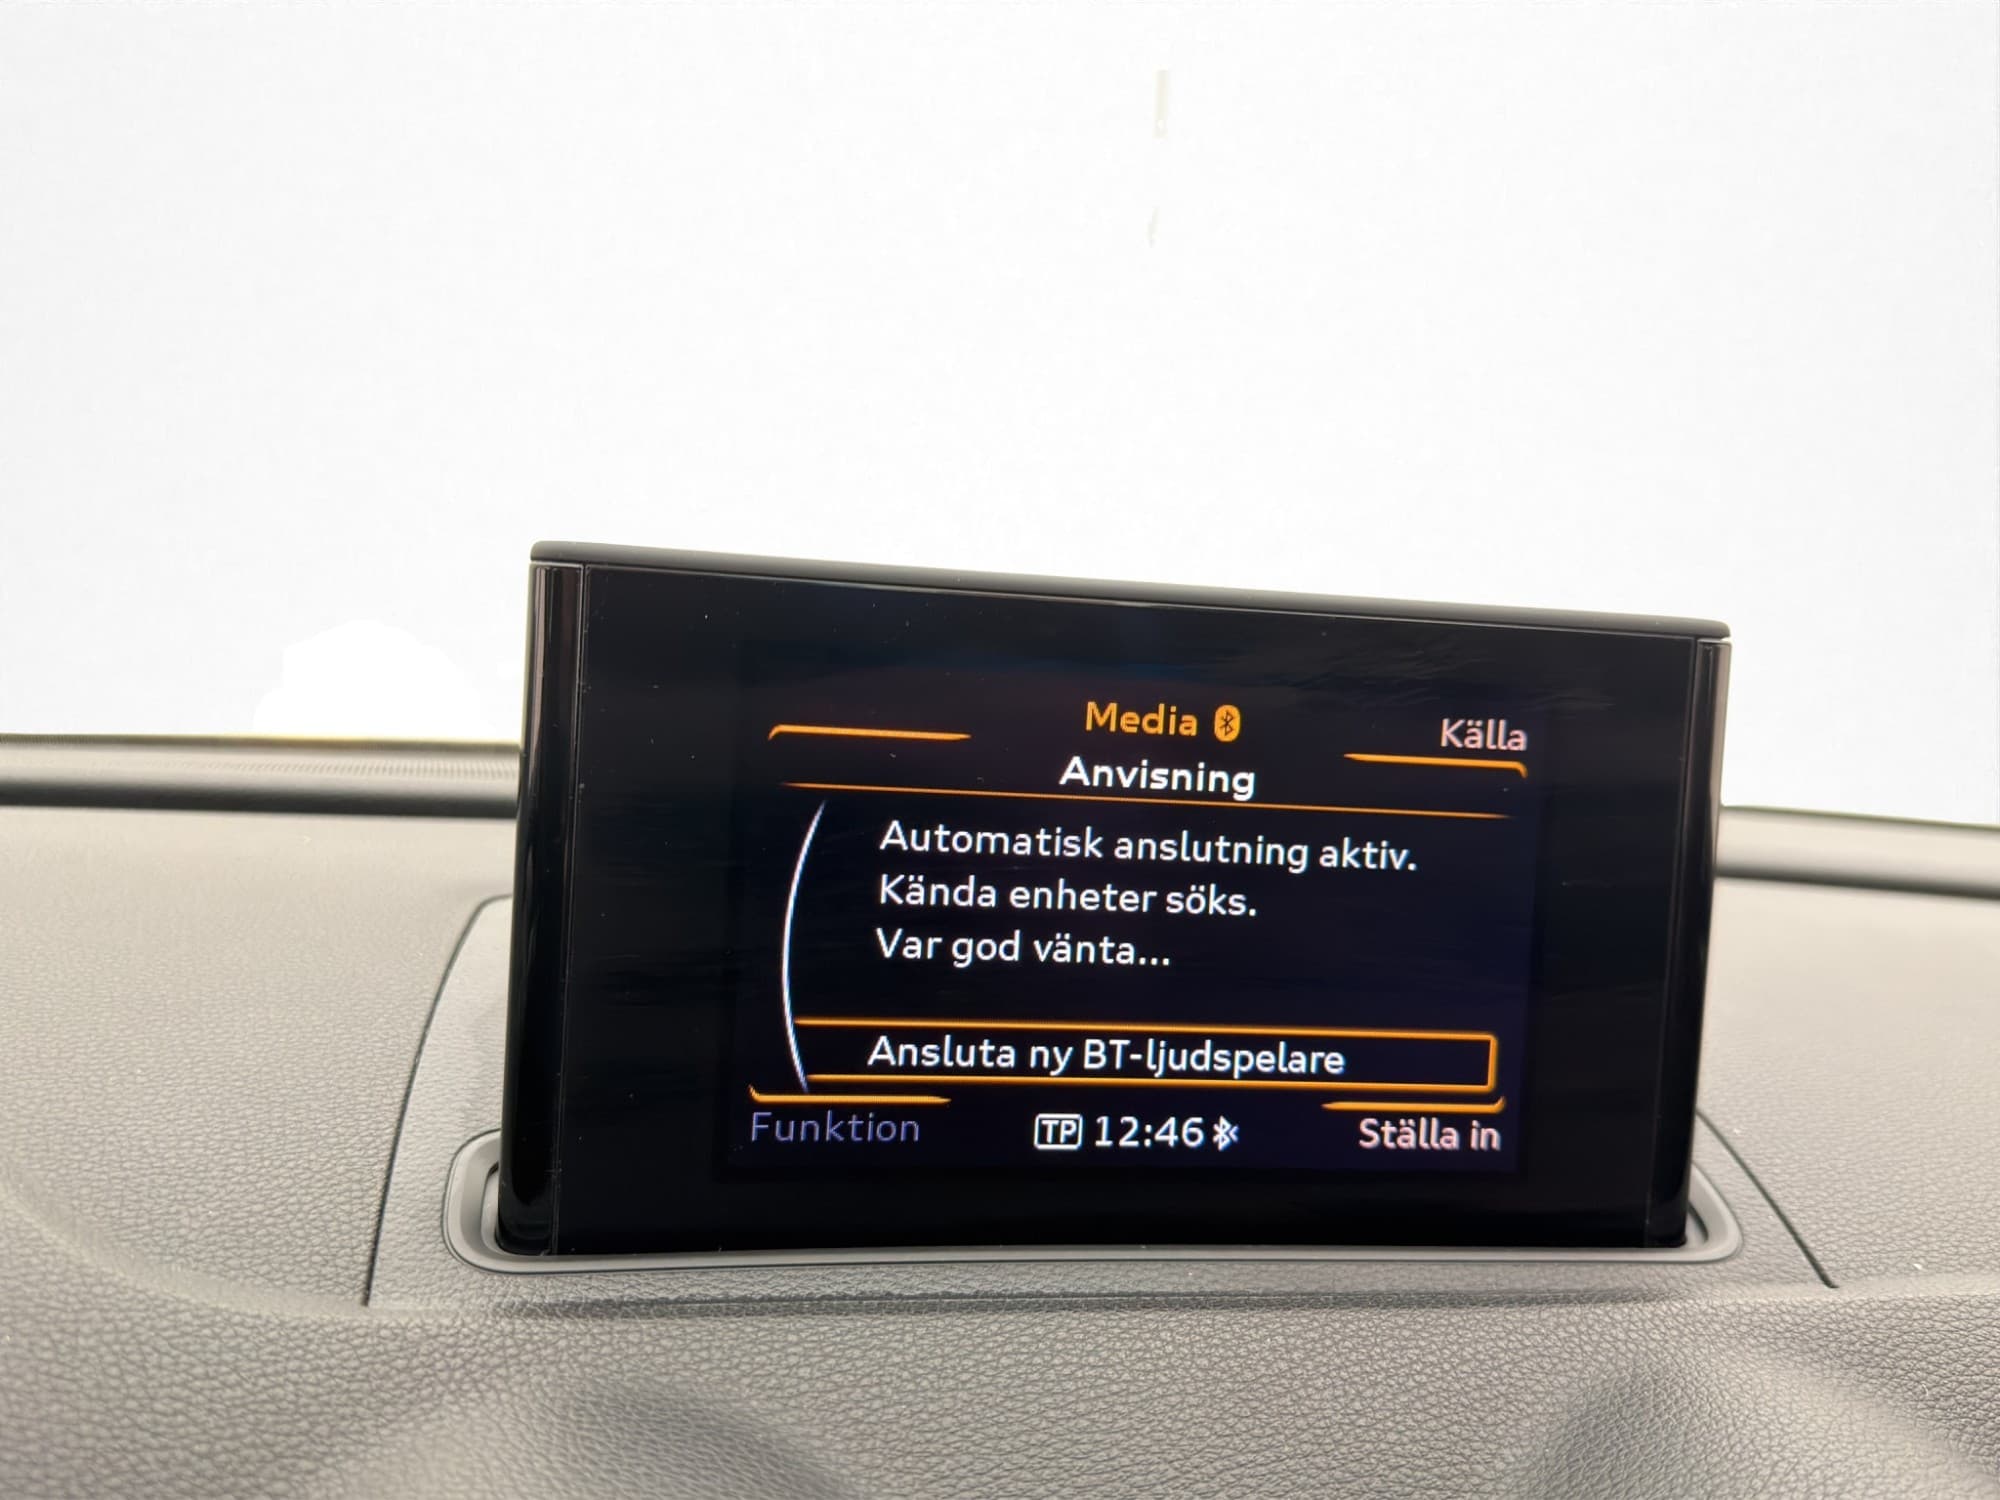 Media
Källa
Anvisning
Automatisk anslutning aktiv.
Kända enheter söks.
Var god vänta...
Ansluta ny BT-ljudspelare
Funktion
TP 12:46
Ställa in